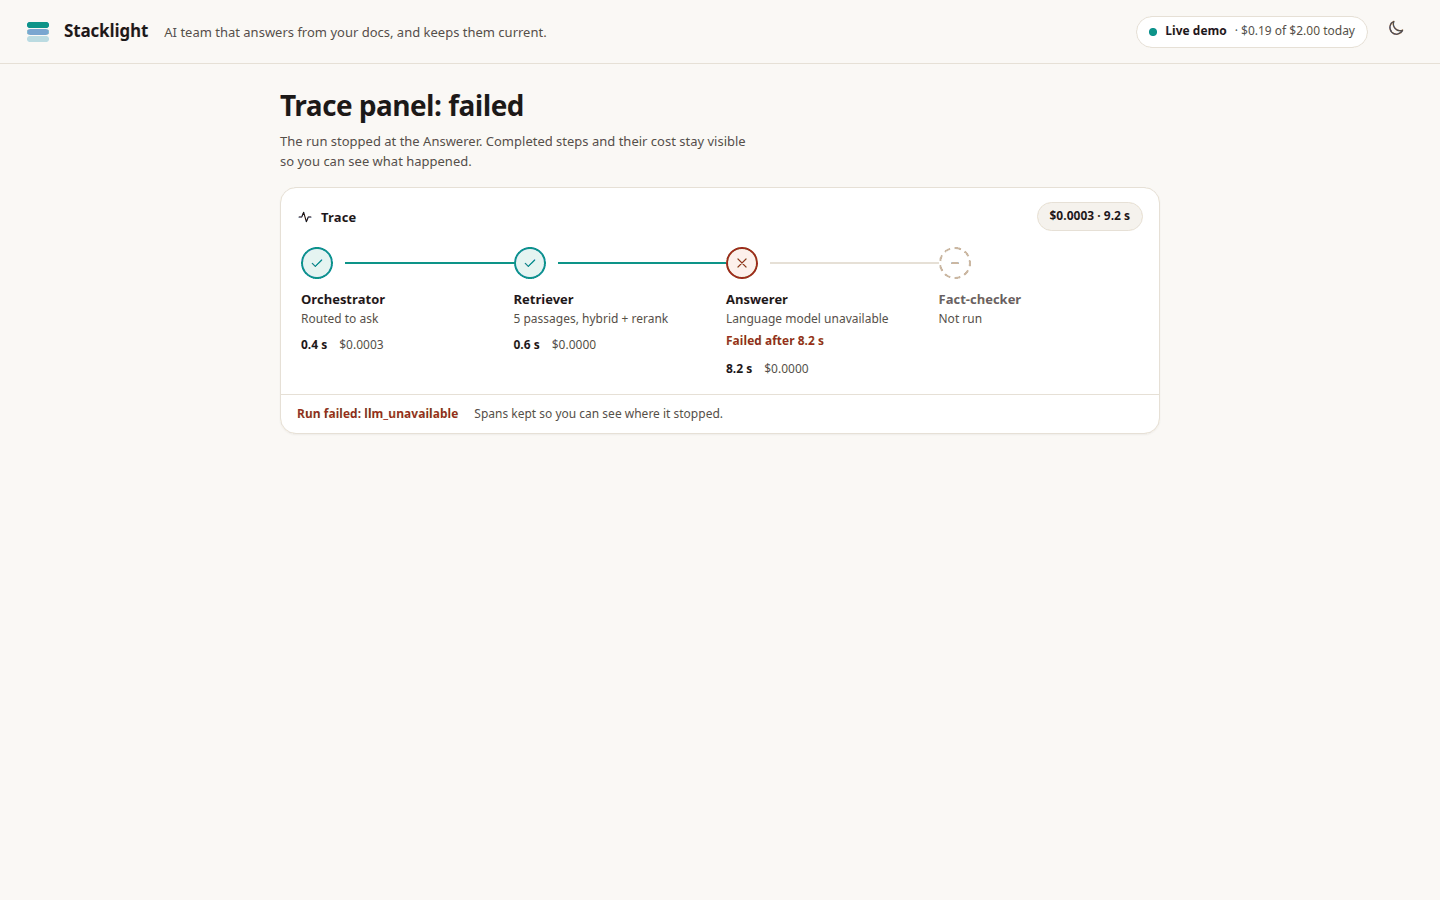 Stacklight
AI team that answers from your docs, and keeps them current.
Live demo · $0.19 of $2.00 today
Trace panel: failed
The run stopped at the Answerer. Completed steps and their cost stay visible
so you can see what happened.
Trace
$0.0003 · 9.2 s
Orchestrator
Routed to ask
0.4 s $0.0003
Retriever
5 passages, hybrid + rerank
0.6 s $0.0000
Answerer
Language model unavailable
Failed after 8.2 s
8.2 s $0.0000
Fact-checker
Not run
Run failed: llm_unavailable Spans kept so you can see where it stopped.